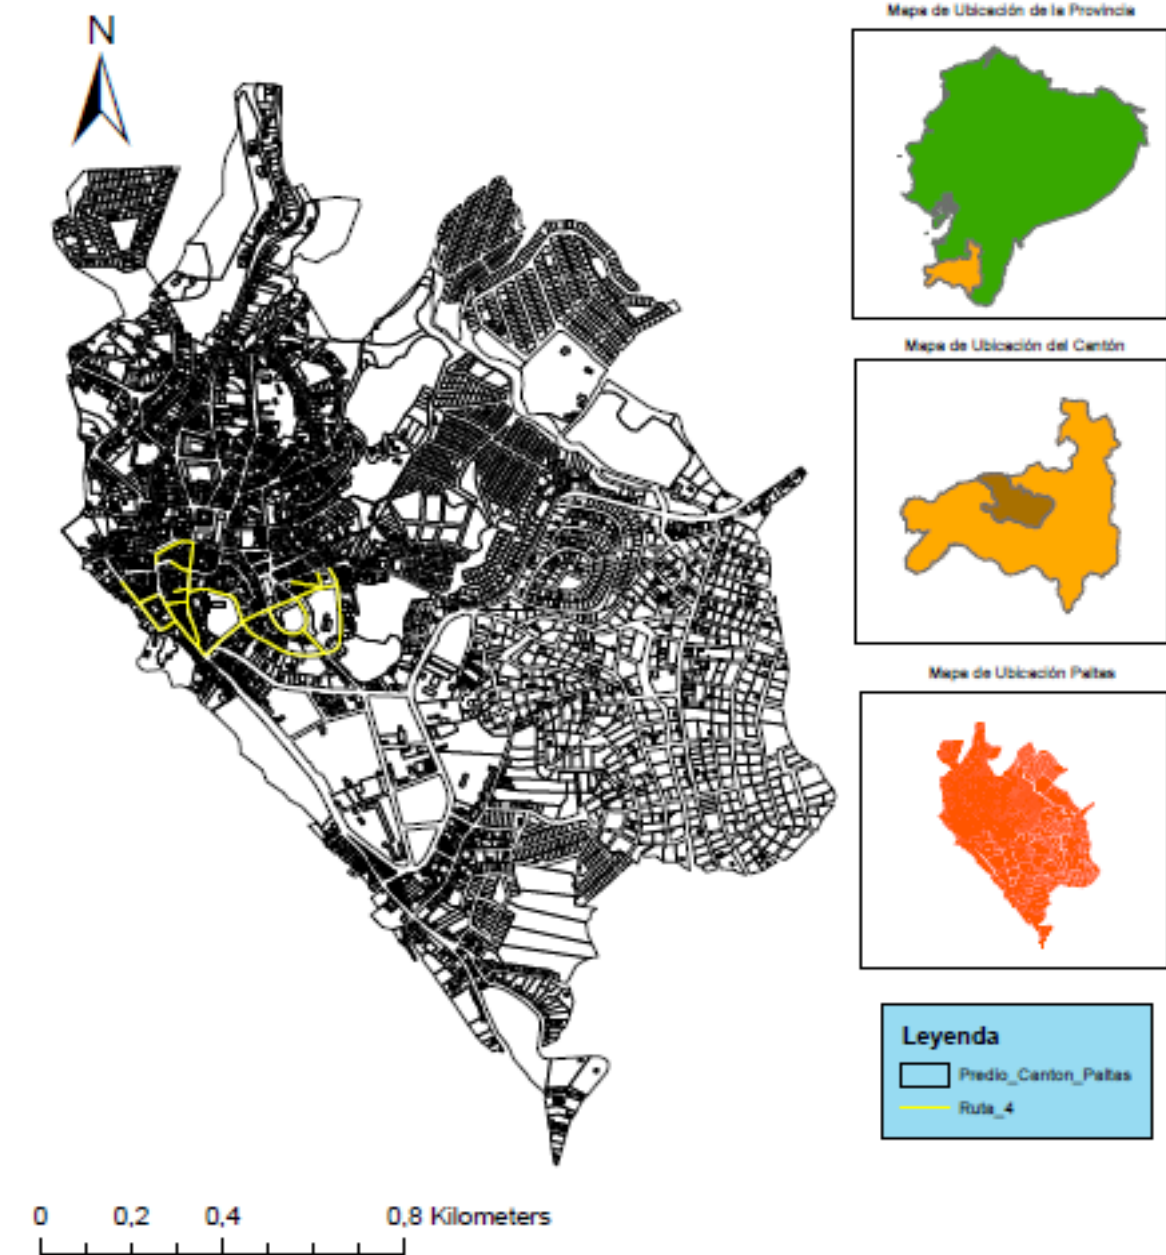 N
Mapa de Ubicación de la Provincia
Mapa de Ubicación del Cantón
Mapa de Ubicación Paltas
Leyenda
Predio_Canton_Paltas
Ruta_4
0 0,2 0,4 0,8 Kilometers